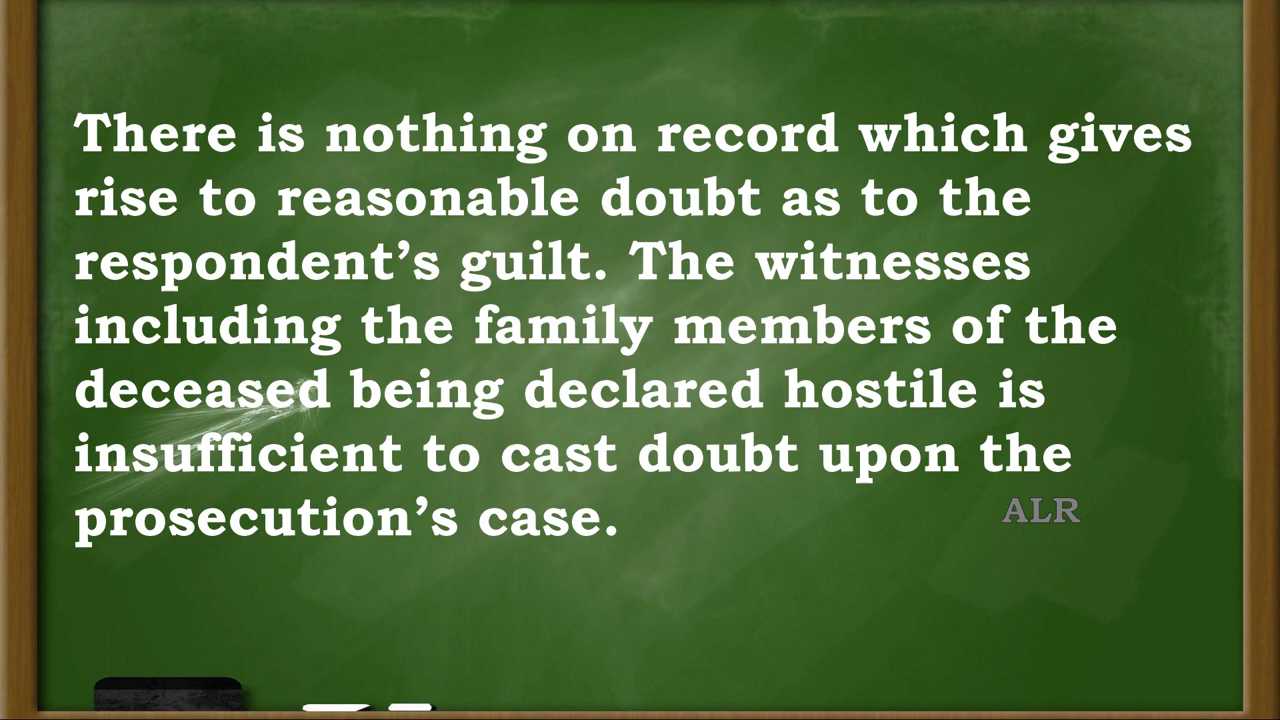 There is nothing on record which gives
rise to reasonable doubt as to the
respondent’s guilt. The witnesses
including the family members of the
deceased being declared hostile is
insufficient to cast doubt upon the
prosecution’s case.
ALR